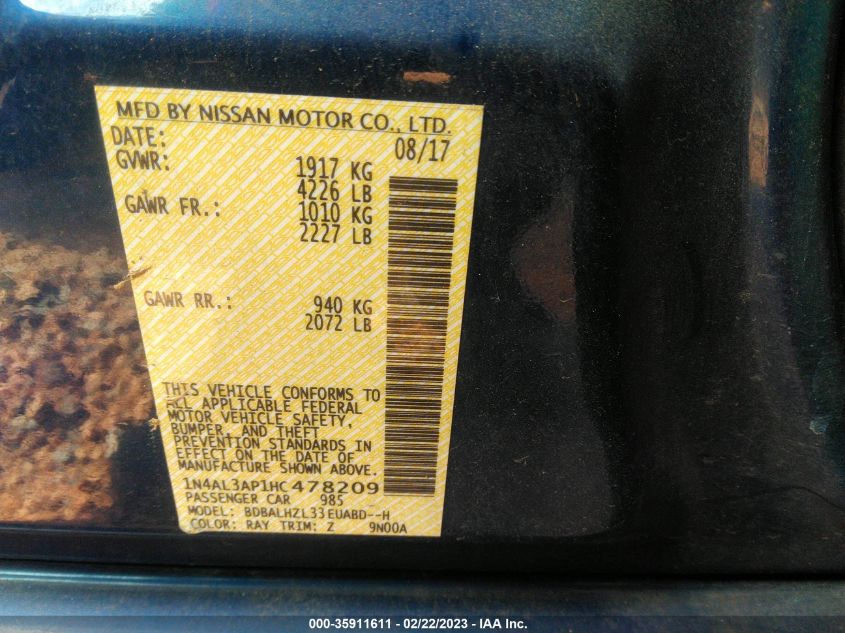 MFD BY NISSAN MOTOR CO., LTD.
DATE: 08/17
GVWR: 1917 KG
4226 LB
GAWR FR.: 1010 KG
2227 LB
GAWR RR.: 940 KG
2072 LB
THIS VEHICLE CONFORMS TO
ALL APPLICABLE FEDERAL
MOTOR VEHICLE SAFETY,
BUMPER, AND THEFT
PREVENTION STANDARDS IN
EFFECT ON THE DATE OF
MANUFACTURE SHOWN ABOVE.
1N4AL3AP1HC478209
PASSENGER CAR 985
MODEL: BDBALHZL33EUABD--H
COLOR: RAY TRIM: Z 9N00A
000-35911611 - 02/22/2023 - IAA Inc.